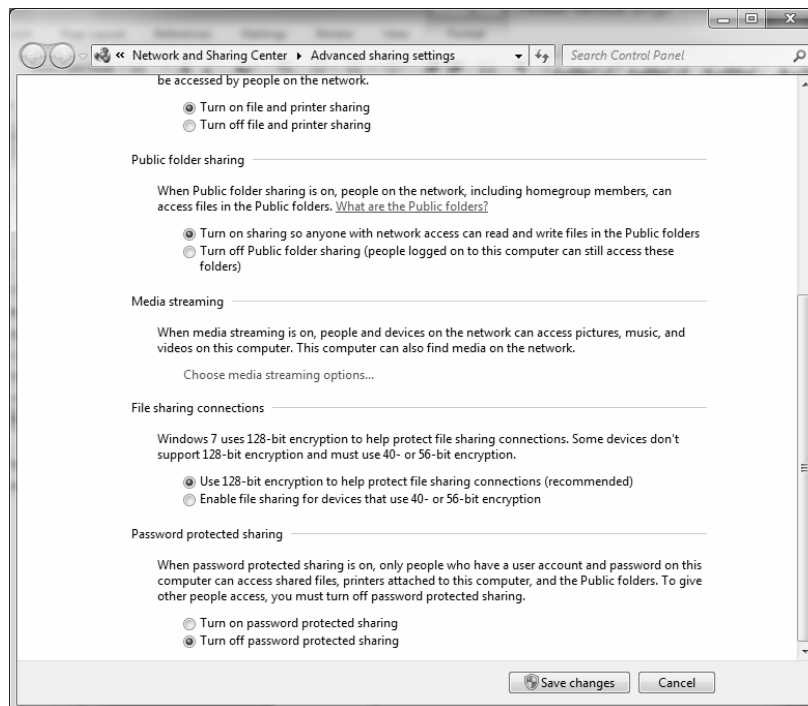 Network and Sharing Center Advanced sharing settings Search Control Panel
be accessed by people on the network.
Turn on file and printer sharing
Turn off file and printer sharing
Public folder sharing
When Public folder sharing is on, people on the network, including homegroup members, can
access files in the Public folders. What are the Public folders?
Turn on sharing so anyone with network access can read and write files in the Public folders
Turn off Public folder sharing (people logged on to this computer can still access these
folders)
Media streaming
When media streaming is on, people and devices on the network can access pictures, music, and
videos on this computer. This computer can also find media on the network.
Choose media streaming options...
File sharing connections
Windows 7 uses 128-bit encryption to help protect file sharing connections. Some devices don't
support 128-bit encryption and must use 40- or 56-bit encryption.
Use 128-bit encryption to help protect file sharing connections (recommended)
Enable file sharing for devices that use 40- or 56-bit encryption
Password protected sharing
When password protected sharing is on, only people who have a user account and password on this
computer can access shared files, printers attached to this computer, and the Public folders. To give
other people access, you must turn off password protected sharing.
Turn on password protected sharing
Turn off password protected sharing
Save changes Cancel